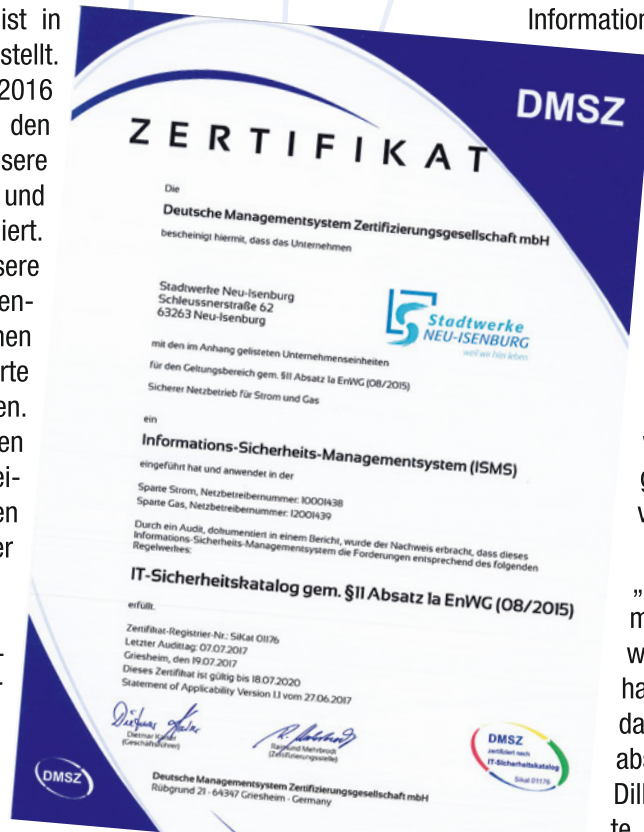 ist in
stellt.
2016
den
sere
und
iert.
sere
en-
nen
rte
en.
en
ei-
en
er
-
-
Information
DMSZ
ZERTIFIKAT
Die
Deutsche Managementsystem Zertifizierungsgesellschaft mbH
bescheinigt hiermit, dass das Unternehmen
Stadtwerke Neu-Isenburg
Schleussnerstraße 62
63263 Neu-Isenburg
Stadtwerke
NEU-ISENBURG
weil wir hier leben
mit den im Anhang gelisteten Unternehmenseinheiten
für den Geltungsbereich gem. §11 Absatz 1a EnWG (08/2015)
Sicherer Netzbetrieb für Strom und Gas
ein
Informations-Sicherheits-Managementsystem (ISMS)
eingeführt hat und anwendet in der
Sparte Strom, Netzbetreibernummer: 10001438
Sparte Gas, Netzbetreibernummer: 12001439
Durch ein Audit, dokumentiert in einem Bericht, wurde der Nachweis erbracht, dass dieses
Informations-Sicherheits-Managementsystem die Forderungen entsprechend des folgenden
Regelwerkes:
IT-Sicherheitskatalog gem. §11 Absatz 1a EnWG (08/2015)
erfüllt.
Zertifikat-Registrier-Nr.: SiKat 01176
Letzter Audittag: 07.07.2017
Griesheim, den 19.07.2017
Dieses Zertifikat ist gültig bis 18.07.2020
Statement of Applicability Version 1.1 vom 27.06.2017
Dietmar
(Geschäftsführer)
Raimund Mehrbrodt
(Zertifizierungsstelle)
DMSZ
zertifiziert nach
IT-Sicherheitskatalog
Sikat 01176
DMSZ
Deutsche Managementsystem Zertifizierungsgesellschaft mbH
Rübgrund 21 - 64347 Griesheim - Germany
g
v
„
m
w
ha
da
abs
Dill
te